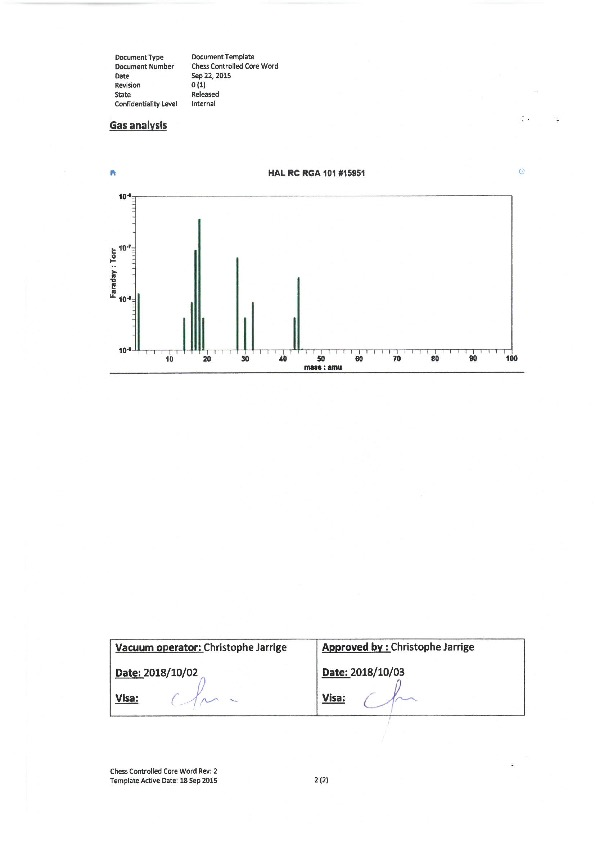 Document Type Document Template
Document Number Chess Controlled Core Word
Date Sep 22, 2015
Revision 0 (1)
State Released
Confidentiality Level Internal
Gas analysis
HAL RC RGA 101 #15851
Faraday : Torr
10-6
10-7
10-8
10-9
10 20 30 40 50 60 70 80 90 100
mass : amu
Vacuum operator: Christophe Jarrige Approved by : Christophe Jarrige
Date: 2018/10/02 Date: 2018/10/03
Visa: Visa:
Chess Controlled Core Word Rev: 2
Template Active Date: 18 Sep 2015 2 (2)